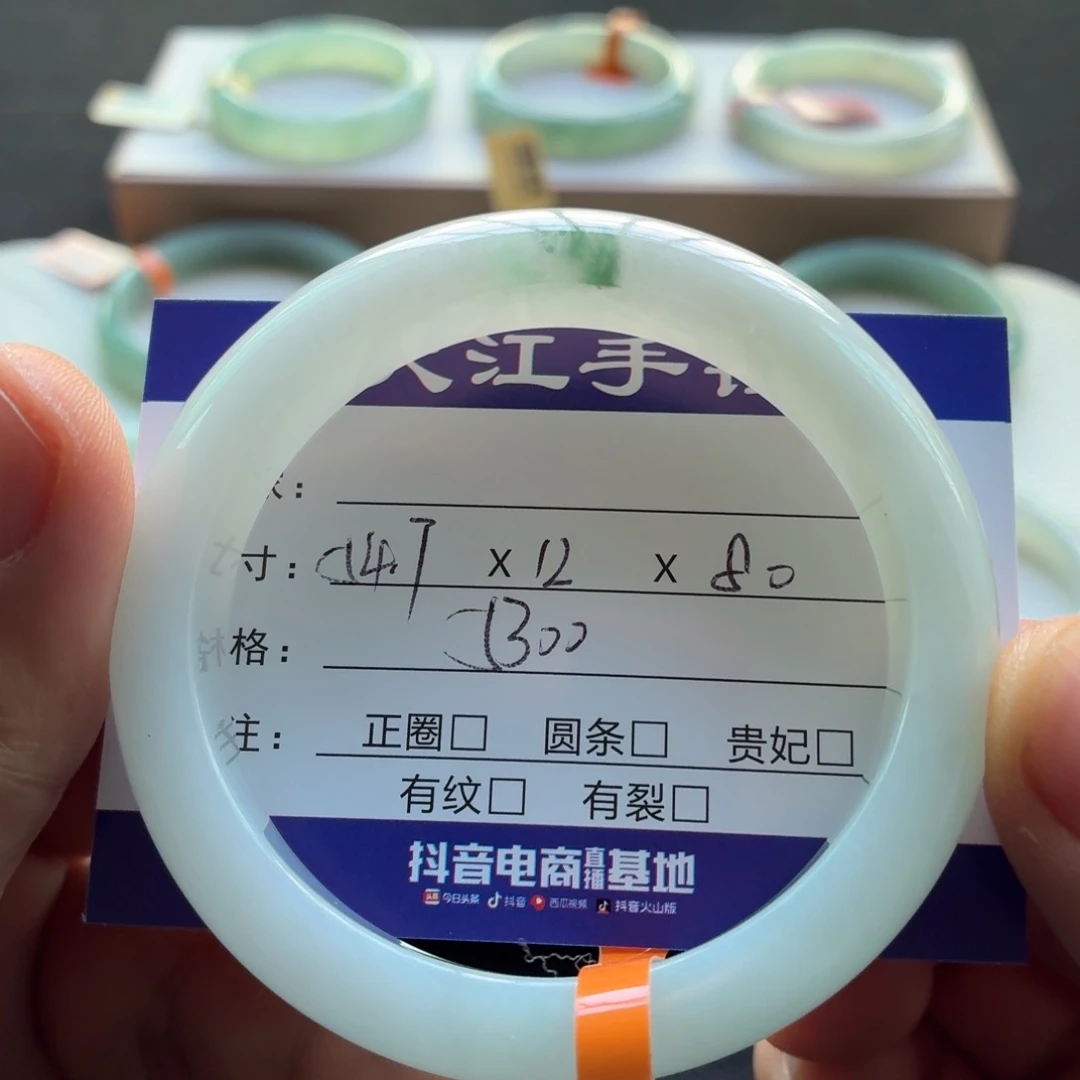 江手
寸: 147 x 12 x 80
格: 1300
注: 正圈□ 圆条□ 贵妃□
有纹□ 有裂□
抖音电商直播基地
今日头条 抖音 西瓜视频 抖音火山版